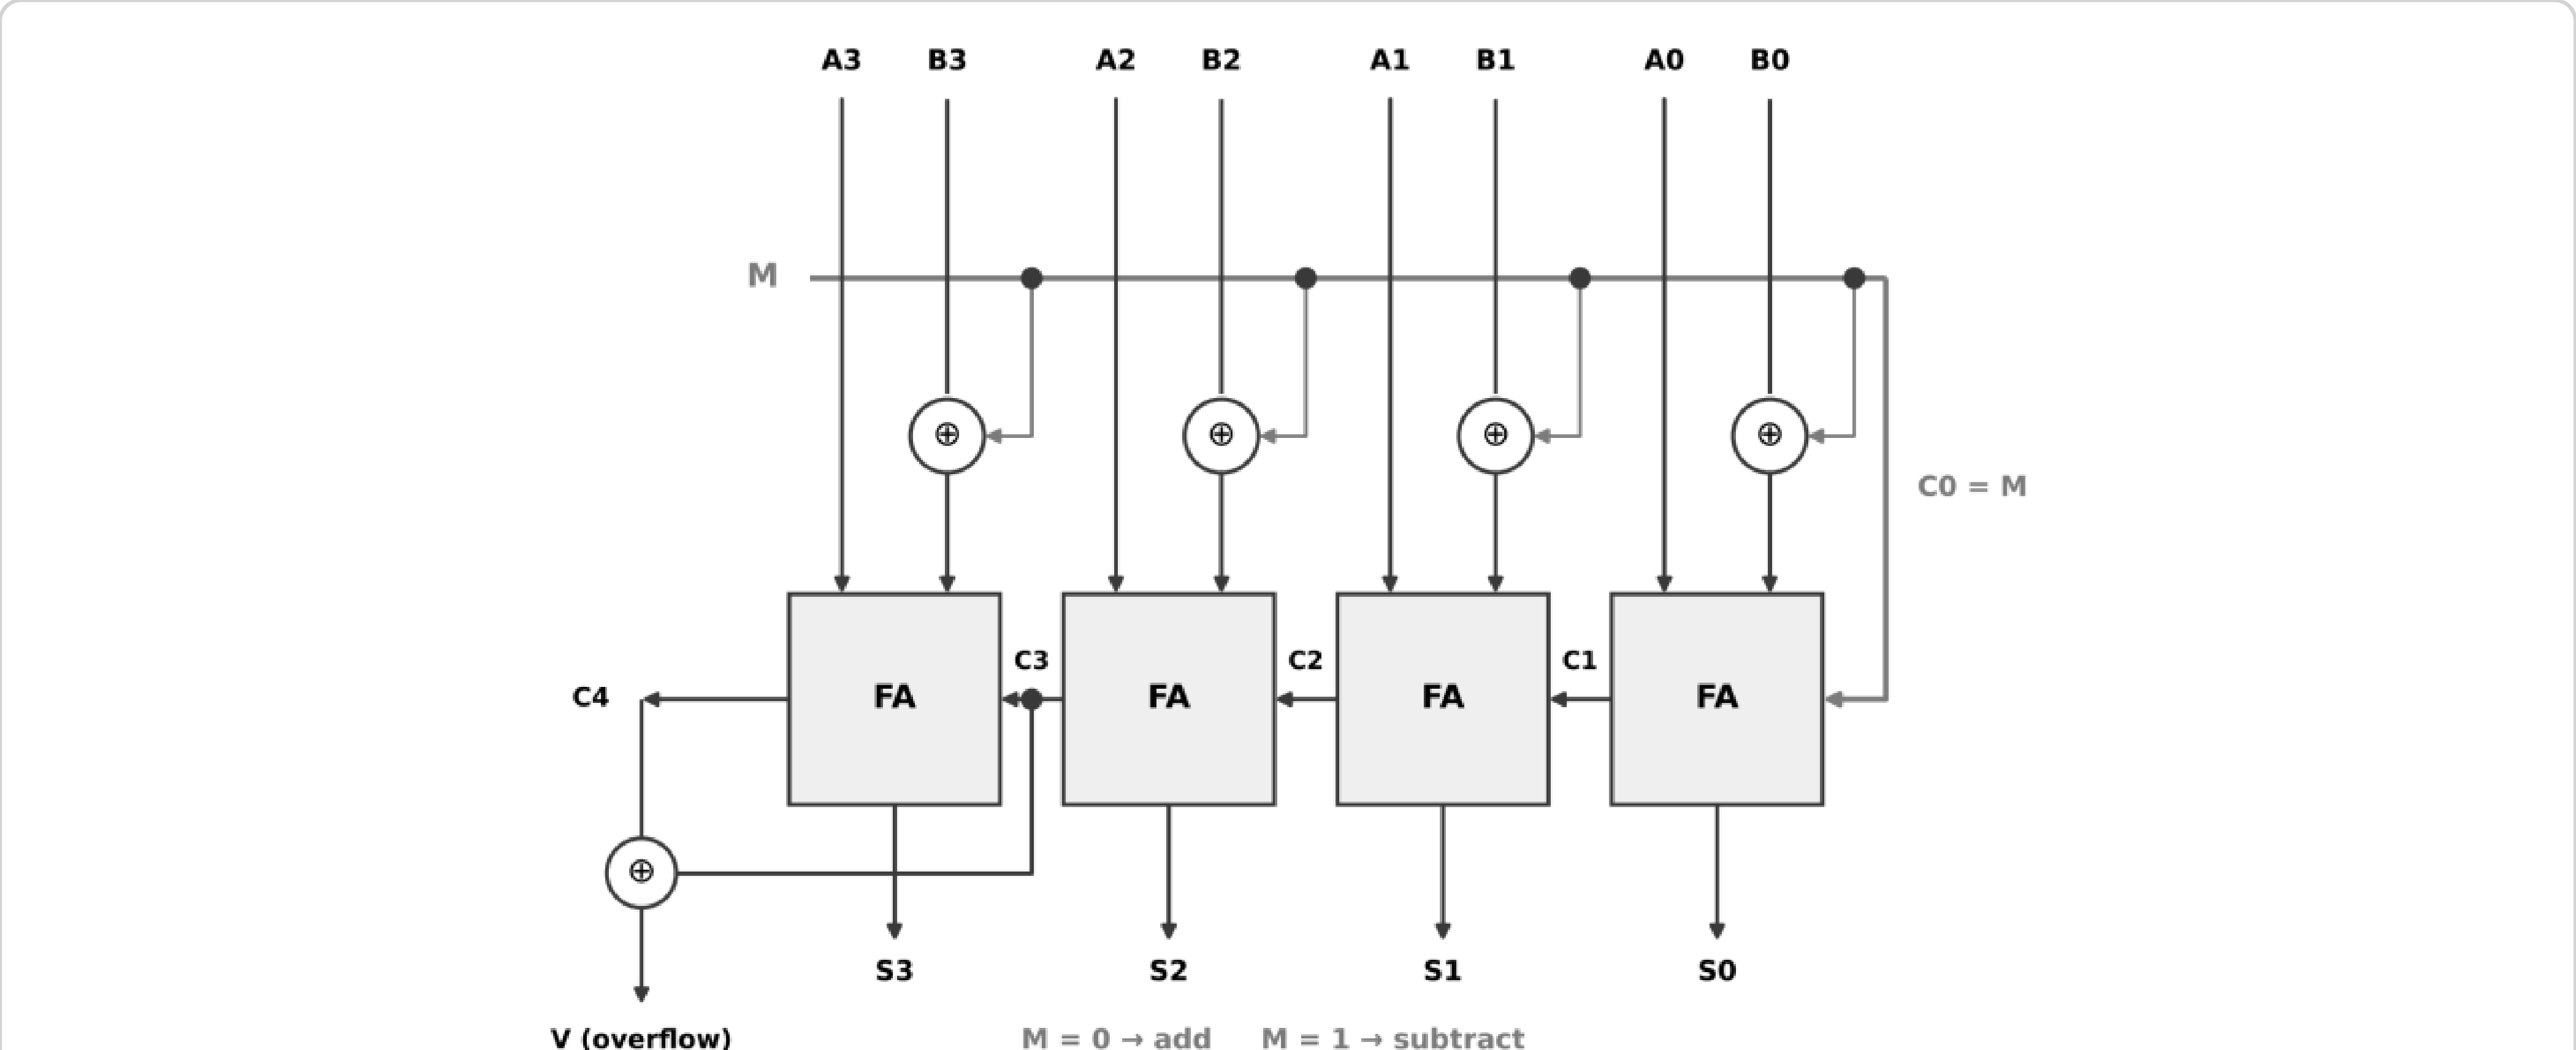 A3 B3 A2 B2 A1 B1 A0 B0
M
⊕ ⊕ ⊕ ⊕
C0 = M
C3 C2 C1
C4 FA FA FA FA
⊕
S3 S2 S1 S0
V (overflow) M = 0 → add M = 1 → subtract